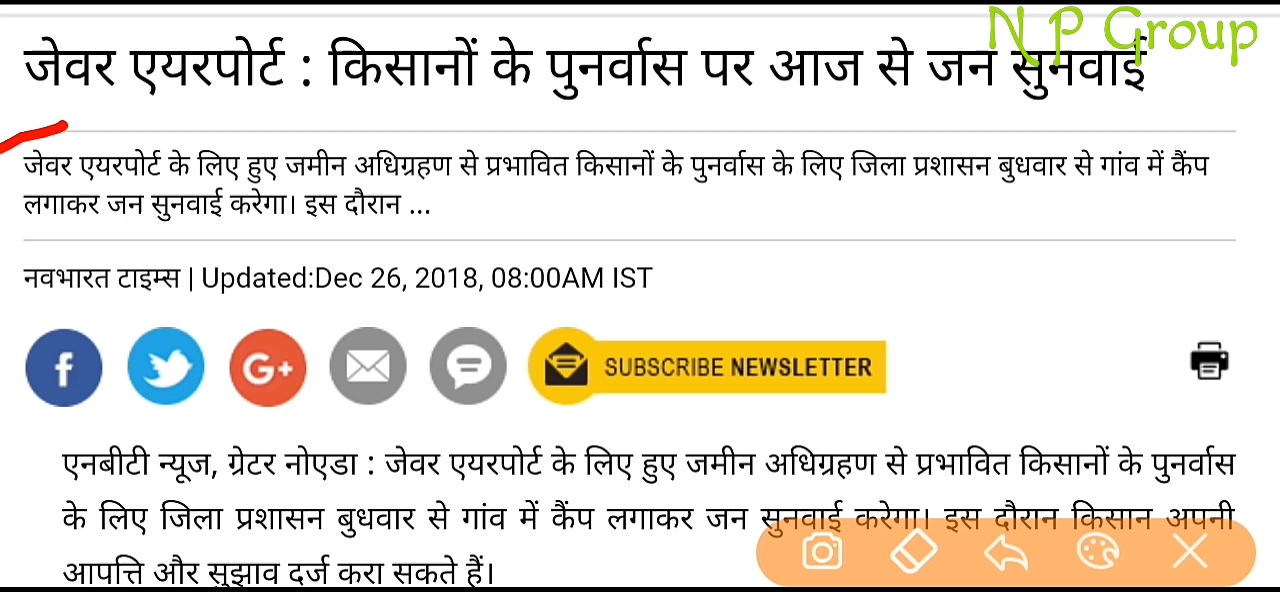 N P Group
जेवर एयरपोर्ट : किसानों के पुनर्वास पर आज से जन सुनवाई
जेवर एयरपोर्ट के लिए हुए जमीन अधिग्रहण से प्रभावित किसानों के पुनर्वास के लिए जिला प्रशासन बुधवार से गांव में कैंप
लगाकर जन सुनवाई करेगा। इस दौरान ...
नवभारत टाइम्स | Updated:Dec 26, 2018, 08:00AM IST
f G+ SUBSCRIBE NEWSLETTER
एनबीटी न्यूज, ग्रेटर नोएडा : जेवर एयरपोर्ट के लिए हुए जमीन अधिग्रहण से प्रभावित किसानों के पुनर्वास
के लिए जिला प्रशासन बुधवार से गांव में कैंप लगाकर जन सुनवाई करेगा। इस दौरान किसान अपनी
आपत्ति और सुझाव दर्ज करा सकते हैं।